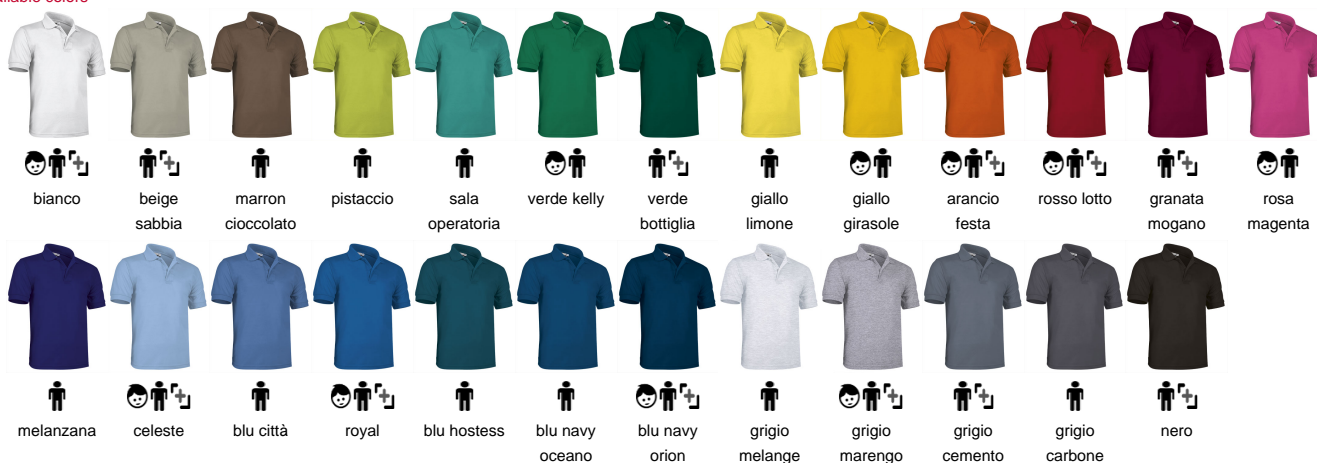 bianco
beige
sabbia
marron
cioccolato
pistaccio
sala
operatoria
verde kelly
verde
bottiglia
giallo
limone
giallo
girasole
arancio
festa
rosso lotto
granata
mogano
rosa
magenta
melanzana
celeste
blu città
royal
blu hostess
blu navy
oceano
blu navy
orion
grigio
melange
grigio
marengo
grigio
cemento
grigio
carbone
nero